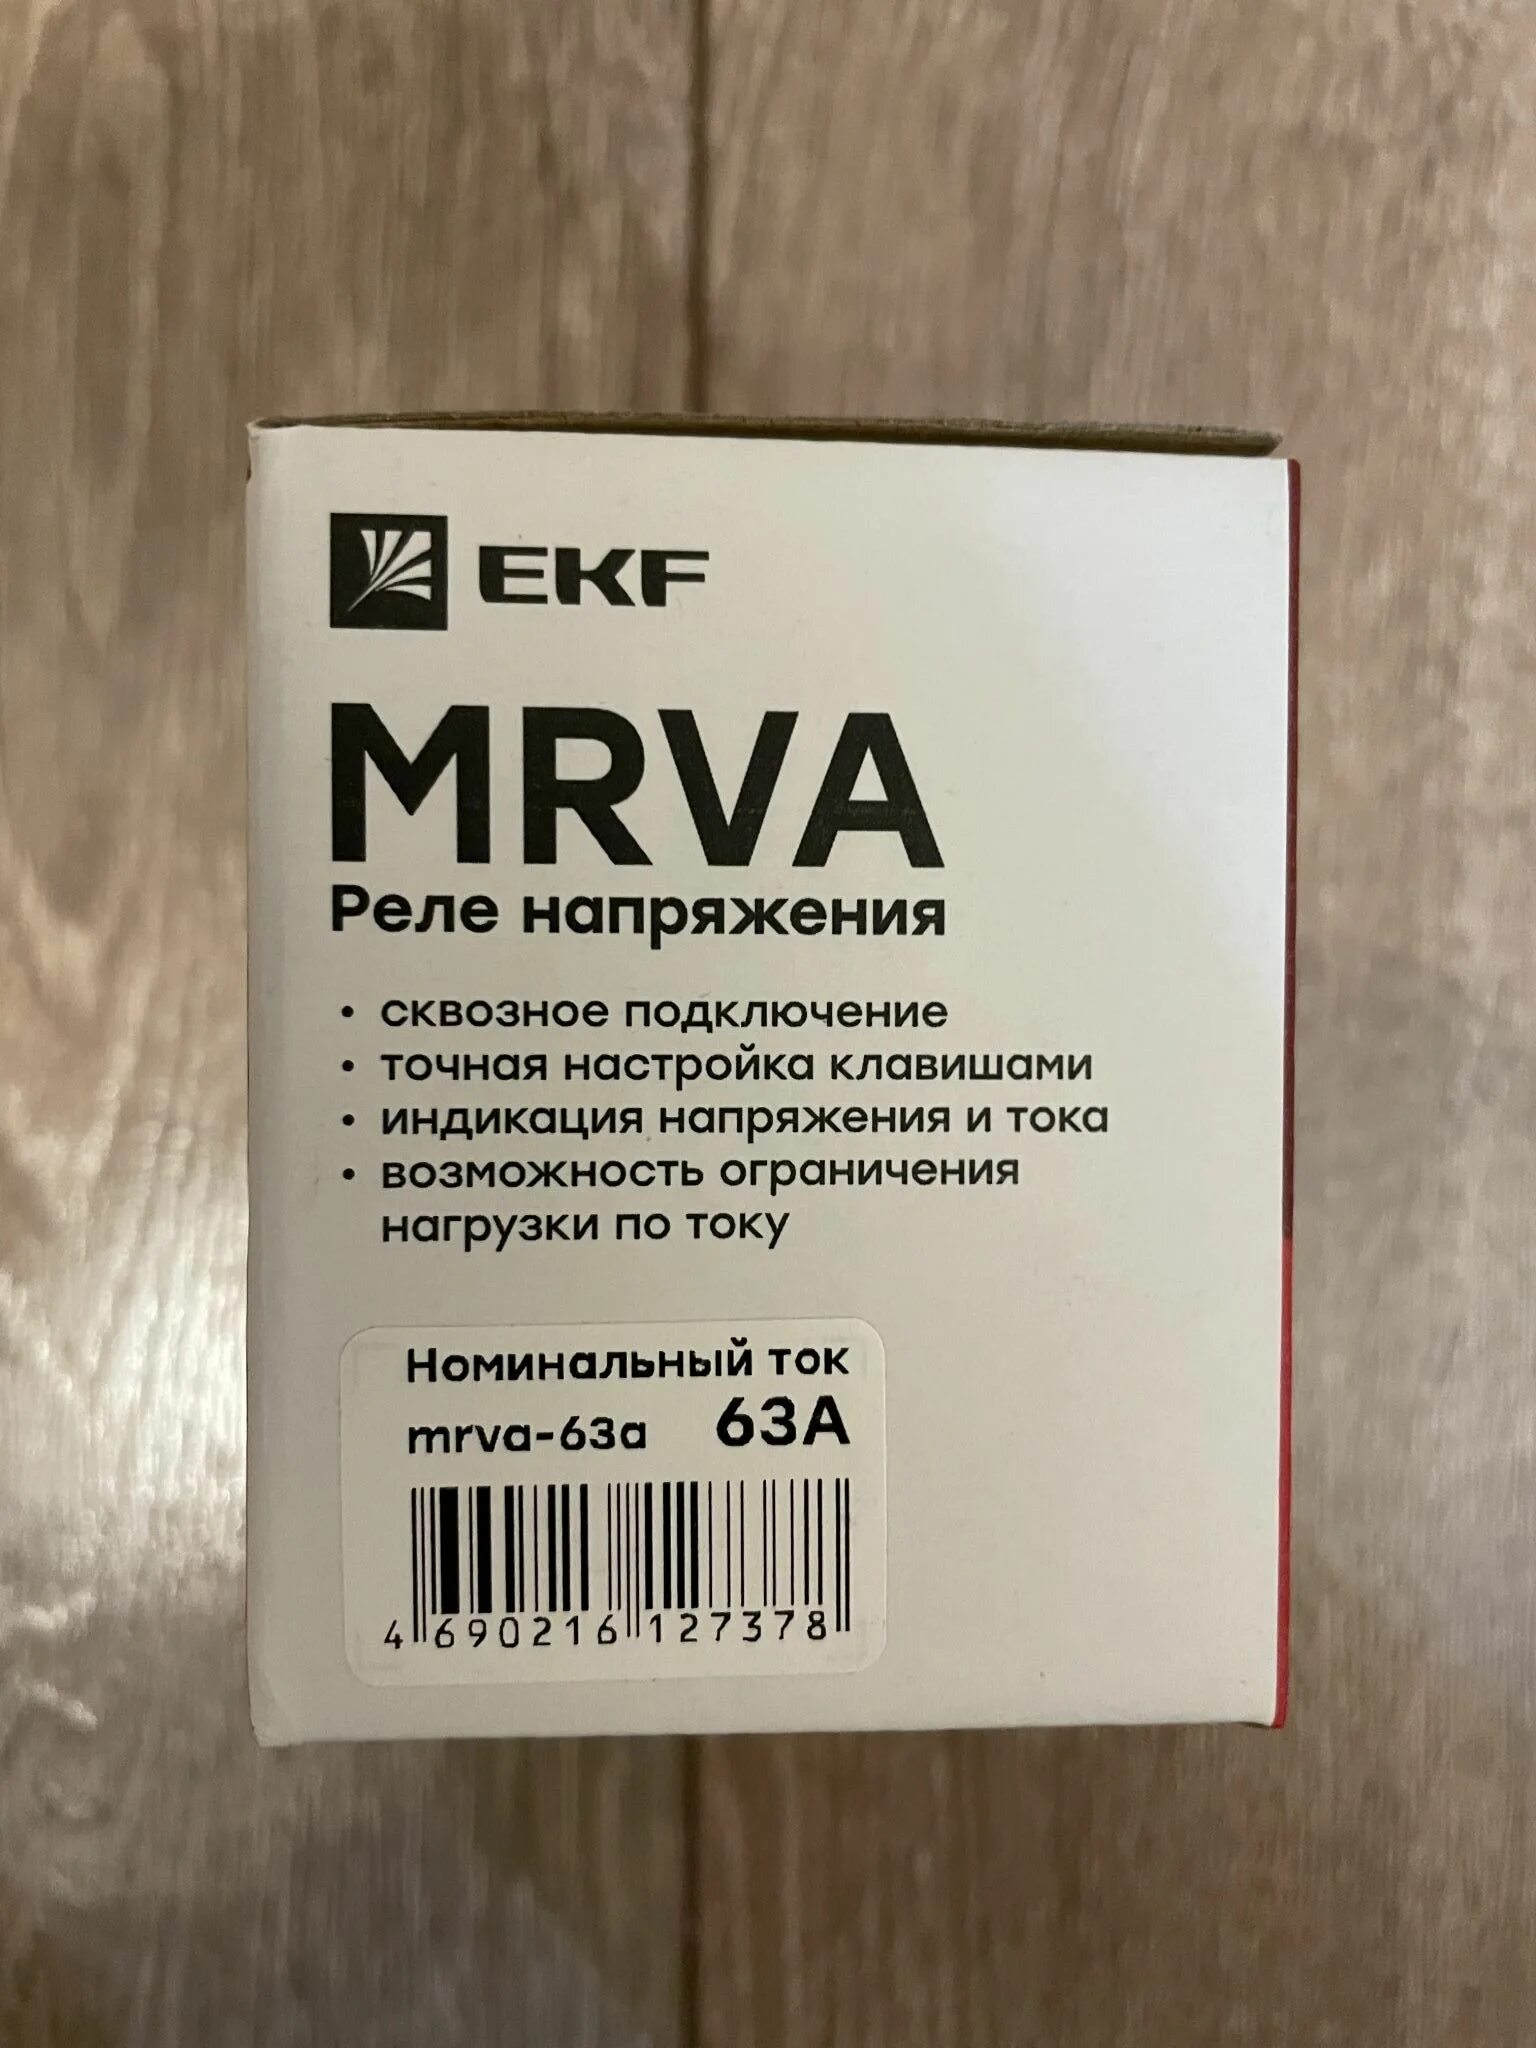 EKF
MRVA
Реле напряжения
• сквозное подключение
• точная настройка клавишами
• индикация напряжения и тока
• возможность ограничения
нагрузки по току
Номинальный ток
mrva-63a 63А
4 690216 127378